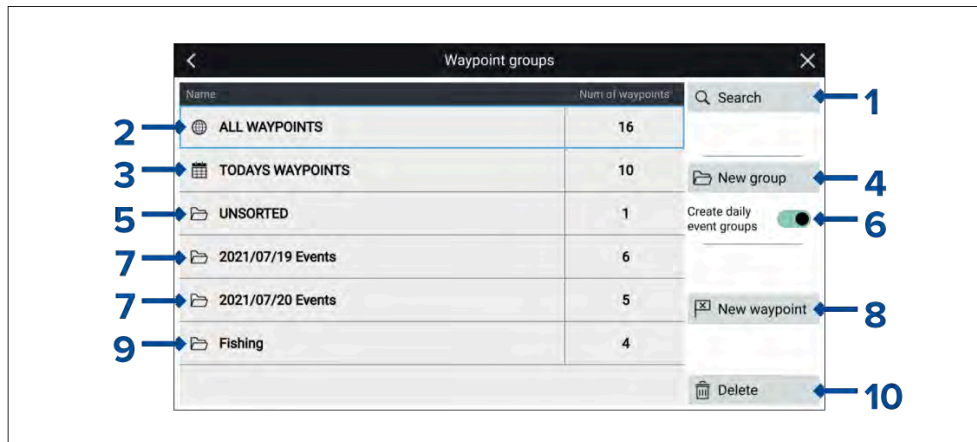 Waypoint groups
Name Num of waypoints
Search 1
2 ALL WAYPOINTS 16
3 TODAYS WAYPOINTS 10
New group 4
5 UNSORTED 1
Create daily
event groups 6
7 2021/07/19 Events 6
7 2021/07/20 Events 5
New waypoint 8
9 Fishing 4
Delete 10